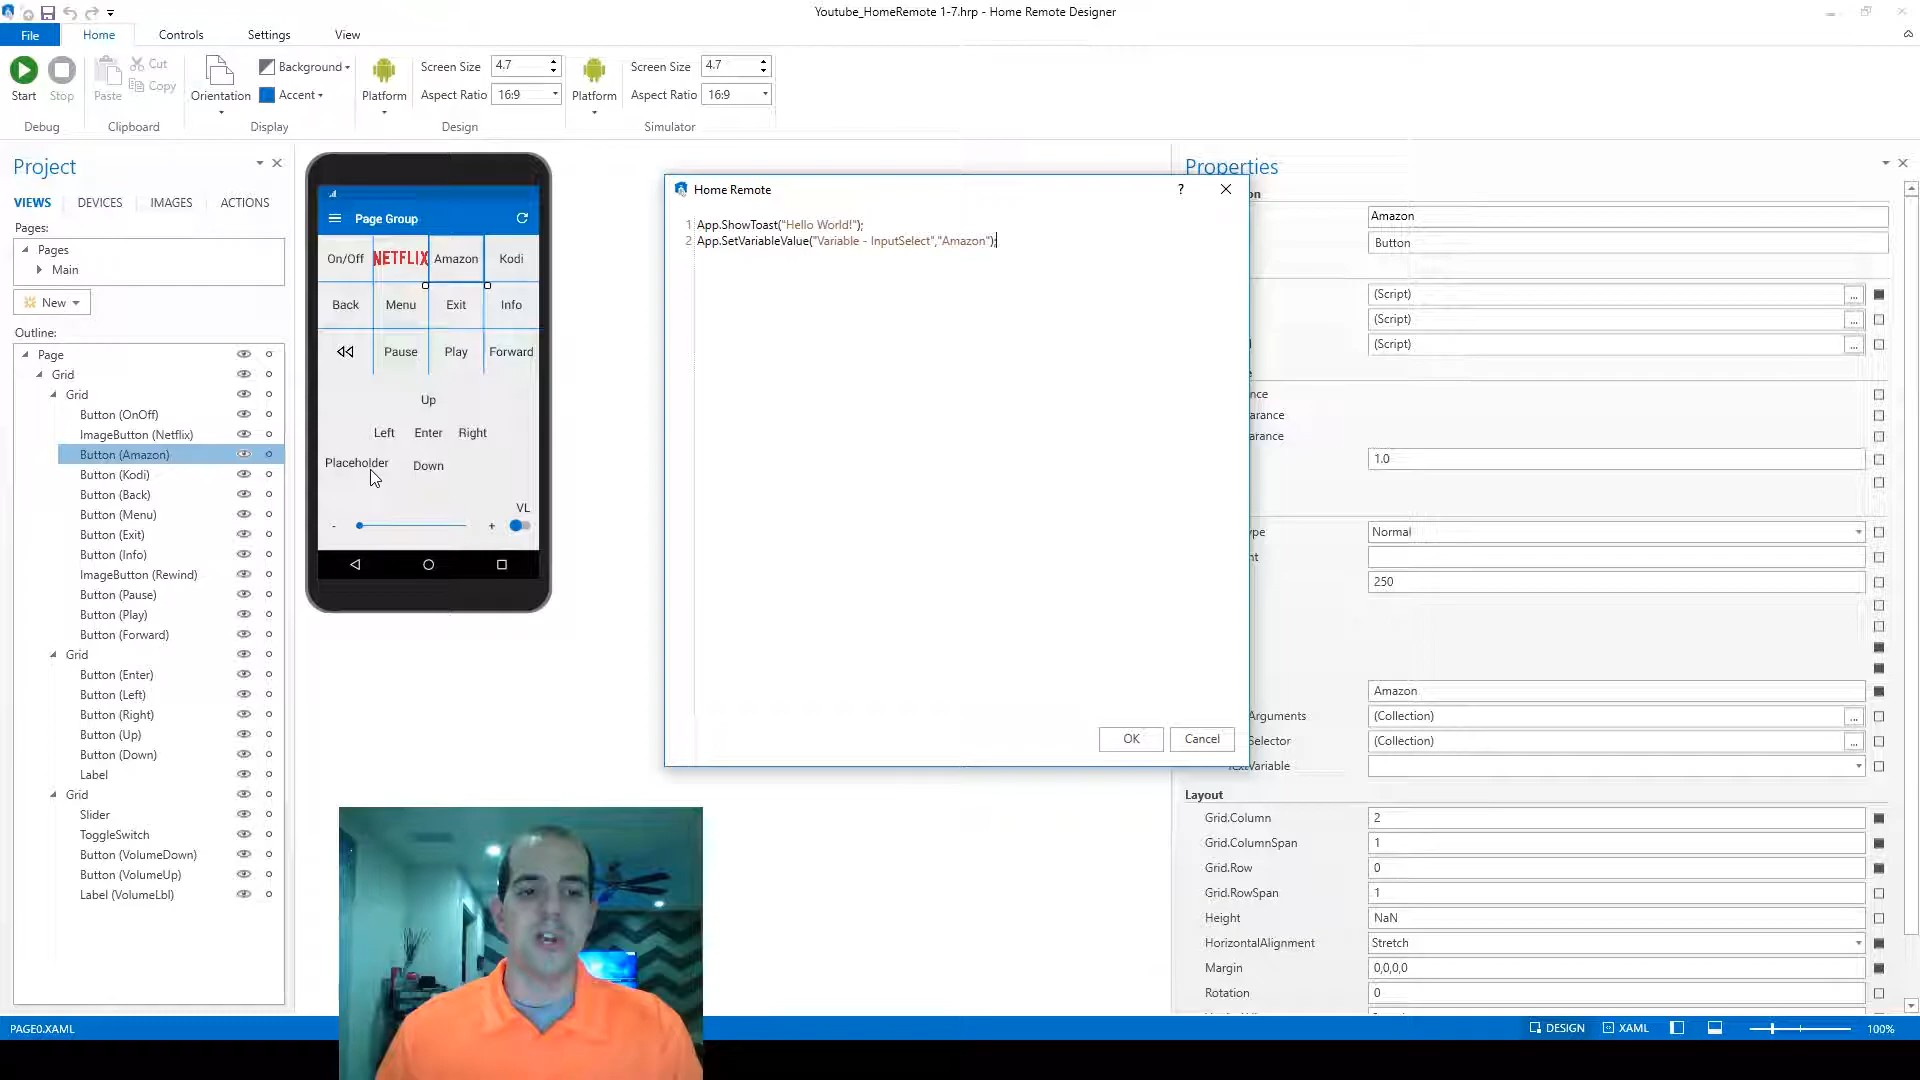 Youtube_HomeRemote 1-7.hrp - Home Remote Designer
File Home Controls Settings View
Start Stop Paste Cut Copy Orientation Background Accent Platform Screen Size 4.7 Aspect Ratio 16:9 Platform Screen Size 4.7 Aspect Ratio 16:9
Debug Clipboard Display Design Simulator
Project
VIEWS DEVICES IMAGES ACTIONS
Pages:
Pages
Main
New
Outline:
Page
Grid
Grid
Button (OnOff)
ImageButton (Netflix)
Button (Amazon)
Button (Kodi)
Button (Back)
Button (Menu)
Button (Exit)
Button (Info)
ImageButton (Rewind)
Button (Pause)
Button (Play)
Button (Forward)
Grid
Button (Enter)
Button (Left)
Button (Right)
Button (Up)
Button (Down)
Label
Grid
Slider
ToggleSwitch
Button (VolumeDown)
Button (VolumeUp)
Label (VolumeLbl)
Page Group
On/Off NETFLIX Amazon Kodi
Back Menu Exit Info
Pause Play Forward
Up
Left Enter Right
Placeholder Down
VL
- +
Home Remote ?
1 App.ShowToast("Hello World!");
2 App.SetVariableValue("Variable - InputSelect","Amazon");
OK Cancel
Properties
Amazon
Button
(Script) ...
(Script) ...
(Script) ...
1.0
Normal
250
Amazon
(Collection) ...
(Collection) ...
Layout
Grid.Column 2
Grid.ColumnSpan 1
Grid.Row 0
Grid.RowSpan 1
Height NaN
HorizontalAlignment Stretch
Margin 0,0,0,0
Rotation 0
PAGE0.XAML DESIGN XAML 100%